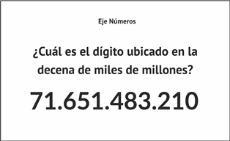 Eje Números
¿Cuál es el dígito ubicado en la
decena de miles de millones?
71.651.483.210